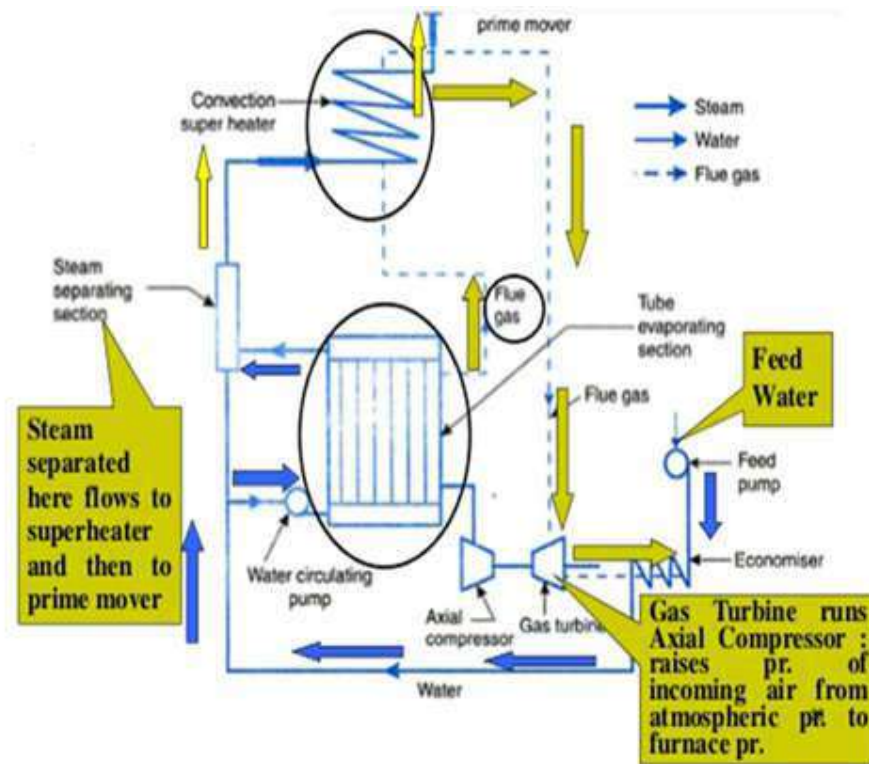 prime mover
Convection
super heater
Steam
Water
Flue gas
Steam
separating
section
Flue
gas
Tube
evaporating
section
Feed
Water
Flue gas
Steam
separated
here flows to
superheater
and then to
prime mover
Feed
pump
Water circulating
pump
Economiser
Axial
compressor
Gas turbine
Gas Turbine runs
Axial Compressor :
raises pr. of
incoming air from
atmospheric pr. to
furnace pr.
Water